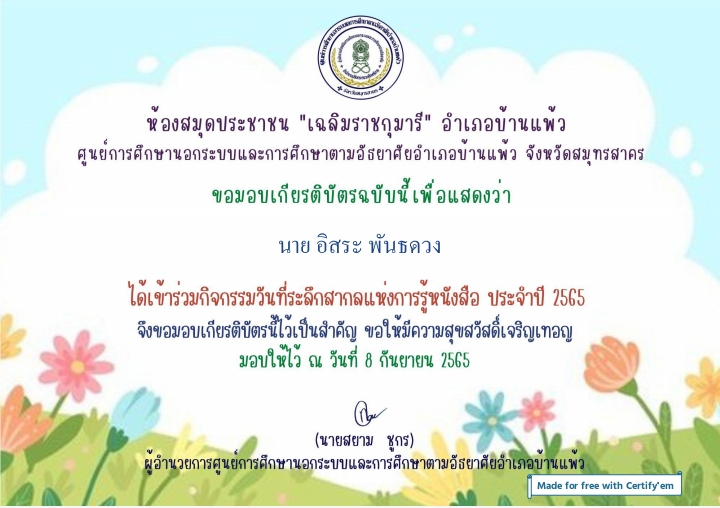 ห้องสมุดประชาชน "เฉลิมราชกุมารี" อำเภอบ้านแพ้ว
ศูนย์การศึกษานอกระบบและการศึกษาตามอัธยาศัยอำเภอบ้านแพ้ว จังหวัดสมุทรสาคร
ขอมอบเกียรติบัตรฉบับนี้ เพื่อแสดงว่า
นาย อิสระ พันธควง
ได้เข้าร่วมกิจกรรมวันที่ระลึกสากลแห่งการรู้หนังสือ ประจำปี 2565
จึงขอมอบเกียรติบัตรนี้ไว้เป็นสำคัญ ขอให้มีความสุขสวัสดิ์เจริญเทอญ
มอบให้ไว้ ณ วันที่ 8 กันยายน 2565
(นายสยาม ชูกร)
ผู้อำนวยการศูนย์การศึกษานอกระบบและการศึกษาตามอัธยาศัยอำเภอบ้านแพ้ว
Made for free with Certify'em